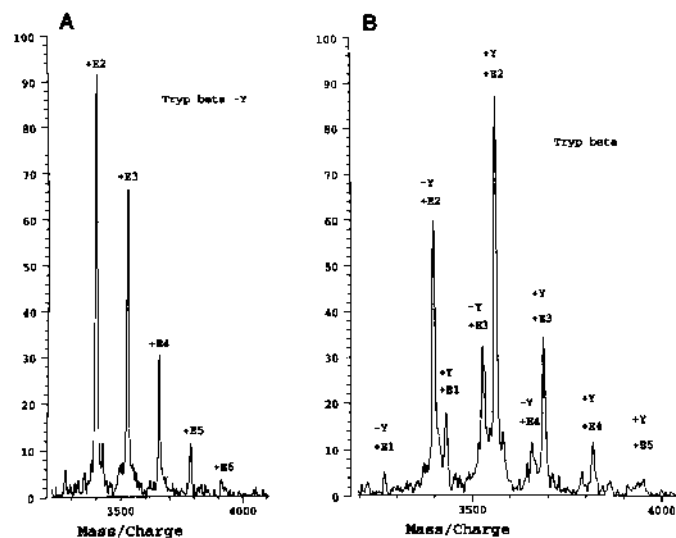 A
100
90
80
70
60
50
40
30
20
10
0
+E2
Tryp beta -Y
+E3
+E4
+E5
+E6
3500
4000
Mass/Charge
B
100
90
80
70
60
50
40
30
20
10
0
+Y
+E2
Tryp beta
-Y
+E2
-Y
+E3
+Y
+E3
+Y
+E1
-Y
+E1
-Y
+E4
+Y
+E4
+Y
+E5
3500
4000
Mass/Charge